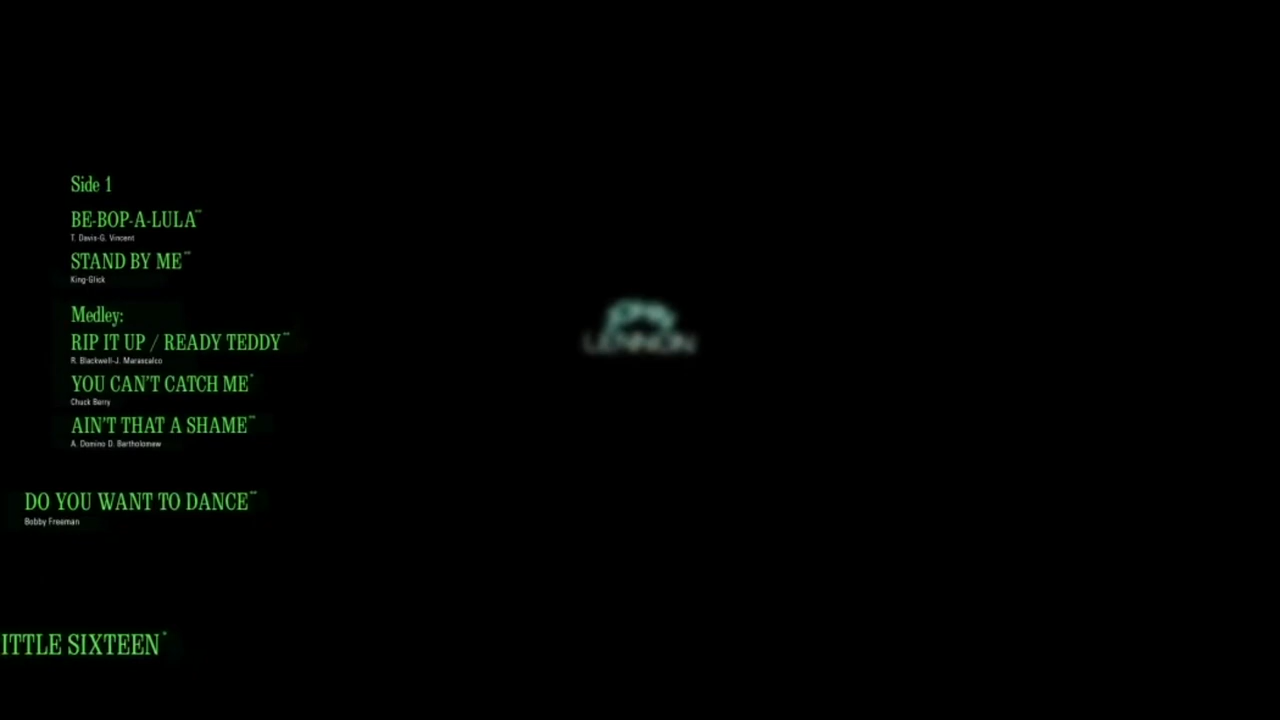 Side 1
BE-BOP-A-LULA**
T. Davis-G. Vincent
STAND BY ME**
King-Glick
Medley:
RIP IT UP / READY TEDDY**
R. Blackwell-J. Marascalco
YOU CAN'T CATCH ME*
Chuck Berry
AIN'T THAT A SHAME**
A. Domino D. Bartholomew
DO YOU WANT TO DANCE**
Bobby Freeman
ITTLE SIXTEEN*
LENNON